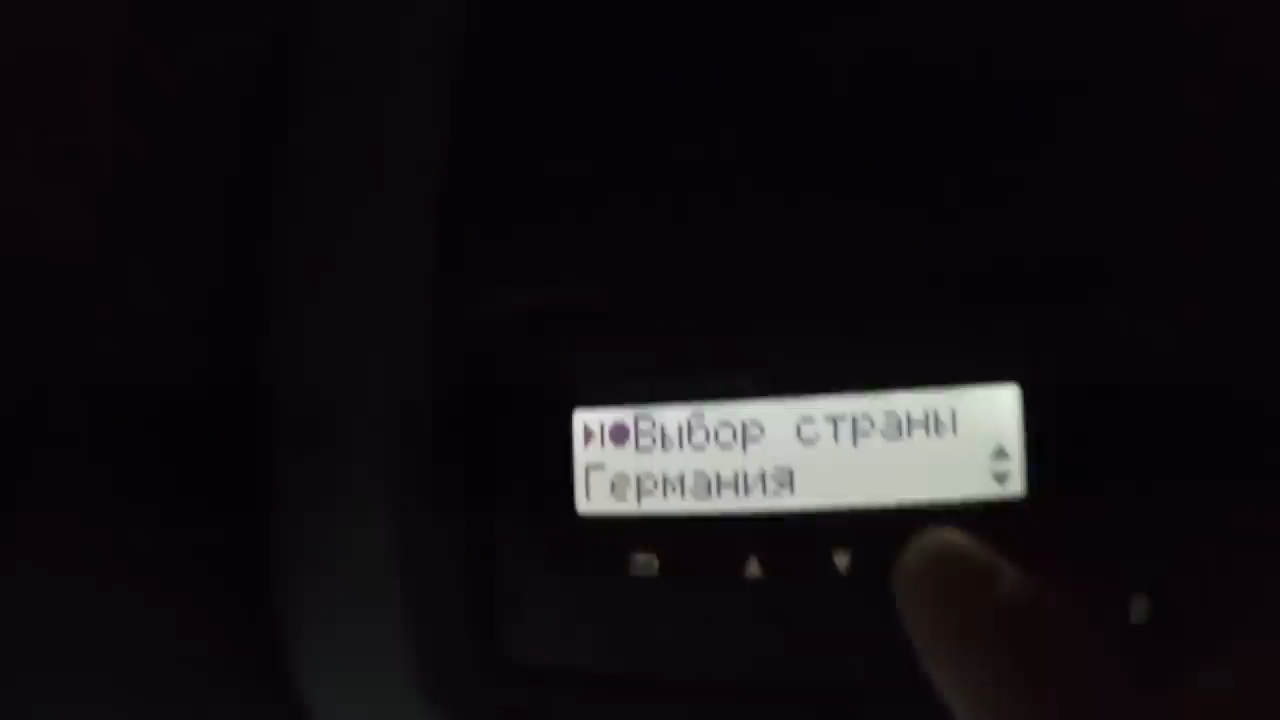 Выбор страны
Германия